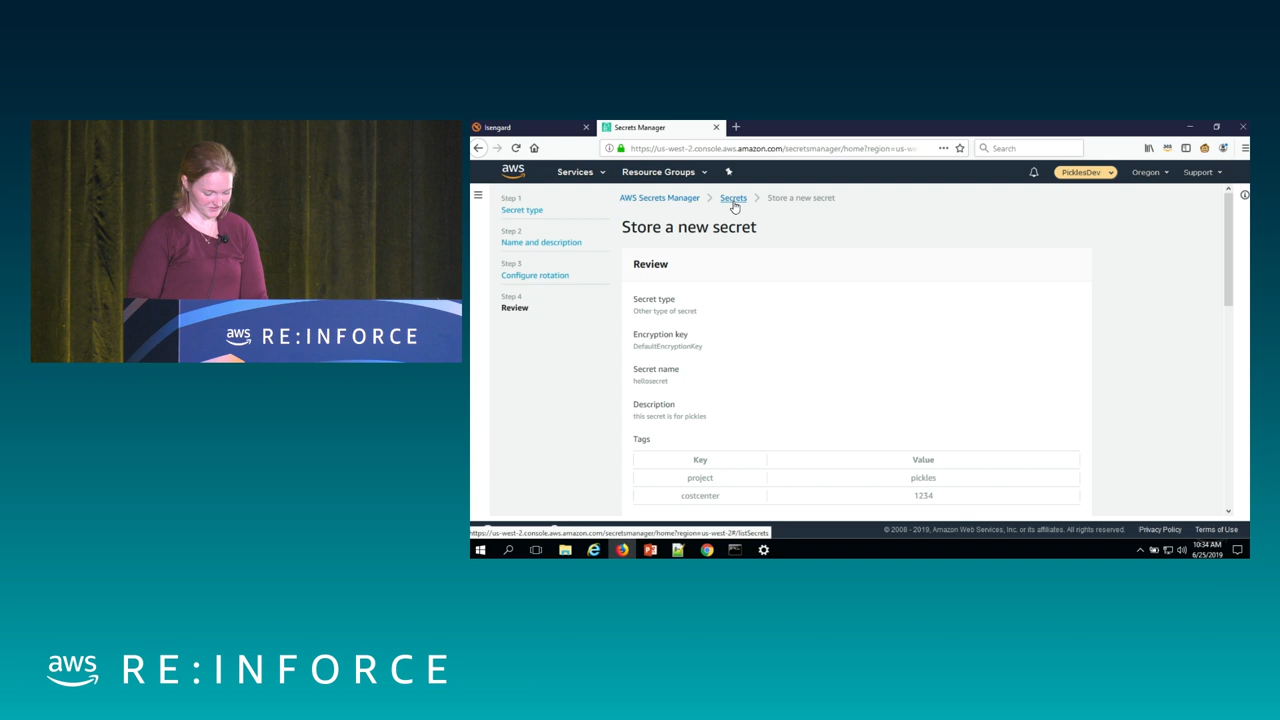 aws RE:INFORCE
Isengard
Secrets Manager
https://us-west-2.console.aws.amazon.com/secretsmanager/home?region=us-w
Search
aws
Services
Resource Groups
PicklesDev
Oregon
Support
Step 1
Secret type
Step 2
Name and description
Step 3
Configure rotation
Step 4
Review
AWS Secrets Manager > Secrets > Store a new secret
Store a new secret
Review
Secret type
Other type of secret
Encryption key
DefaultEncryptionKey
Secret name
hellosecret
Description
this secret is for pickles
Tags
Key Value
project pickles
costcenter 1234
https://us-west-2.console.aws.amazon.com/secretsmanager/home?region=us-west-2#/listSecrets
© 2008 - 2019, Amazon Web Services, Inc. or its affiliates. All rights reserved.
Privacy Policy
Terms of Use
10:34 AM
6/25/2019
aws RE:INFORCE